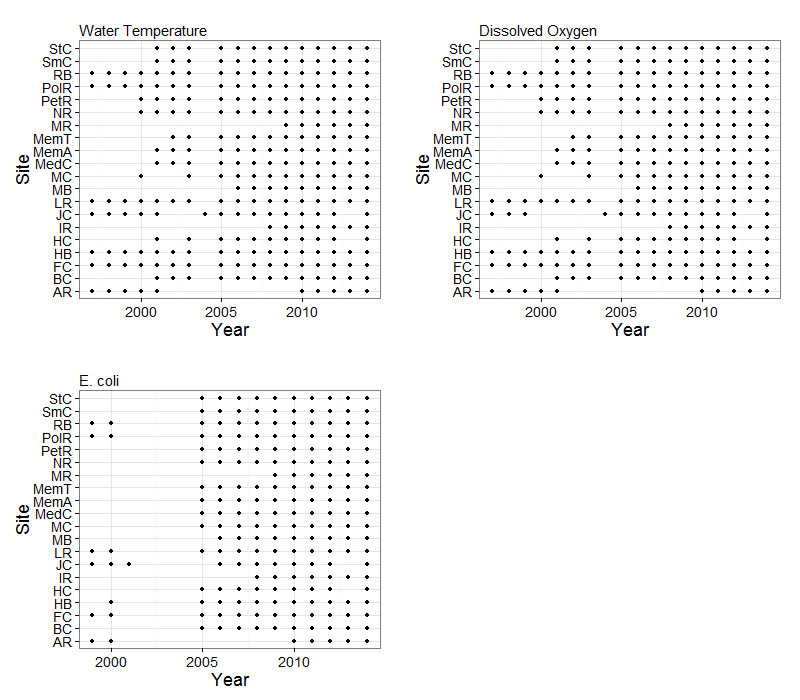 Water Temperature
StC
SmC
RB
PolR
PetR
NR
MR
MemT
MemA
MedC
MC
MB
LR
JC
IR
HC
HB
FC
BC
AR
Site
2000 2005 2010
Year
Dissolved Oxygen
StC
SmC
RB
PolR
PetR
NR
MR
MemT
MemA
MedC
MC
MB
LR
JC
IR
HC
HB
FC
BC
AR
Site
2000 2005 2010
Year
E. coli
StC
SmC
RB
PolR
PetR
NR
MR
MemT
MemA
MedC
MC
MB
LR
JC
IR
HC
HB
FC
BC
AR
Site
2000 2005 2010
Year